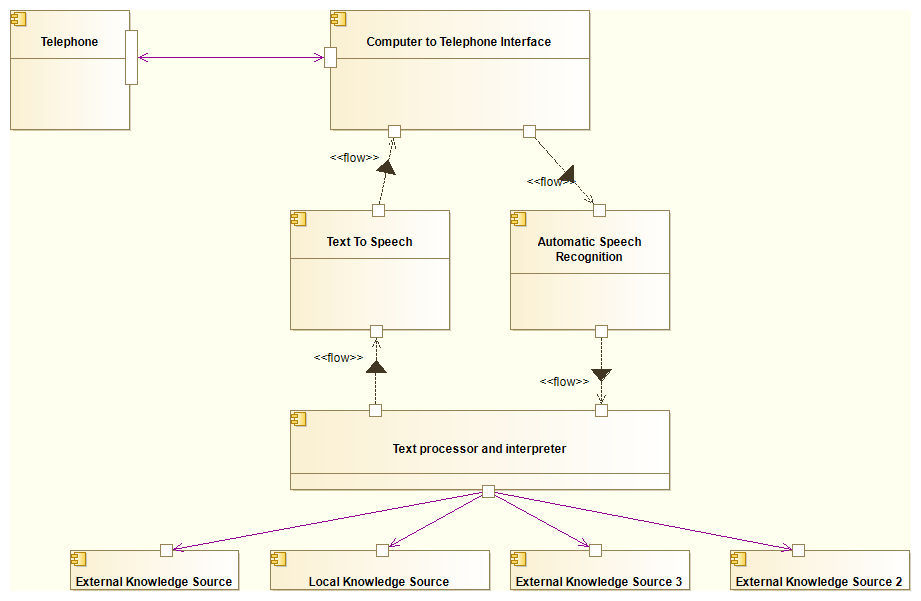 Telephone
Computer to Telephone Interface
<<flow>>
<<flow>>
Text To Speech
Automatic Speech
Recognition
<<flow>>
<<flow>>
Text processor and interpreter
External Knowledge Source
Local Knowledge Source
External Knowledge Source 3
External Knowledge Source 2